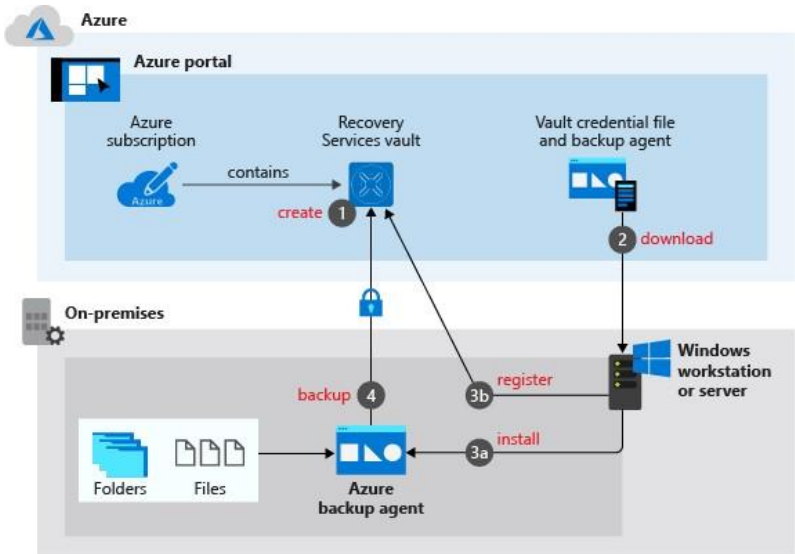 Azure
Azure portal
Azure
subscription
Recovery
Services vault
Vault credential file
and backup agent
contains
Azure
create 1
2 download
On-premises
Windows
workstation
or server
backup 4
3b register
3a install
Folders
Files
Azure
backup agent